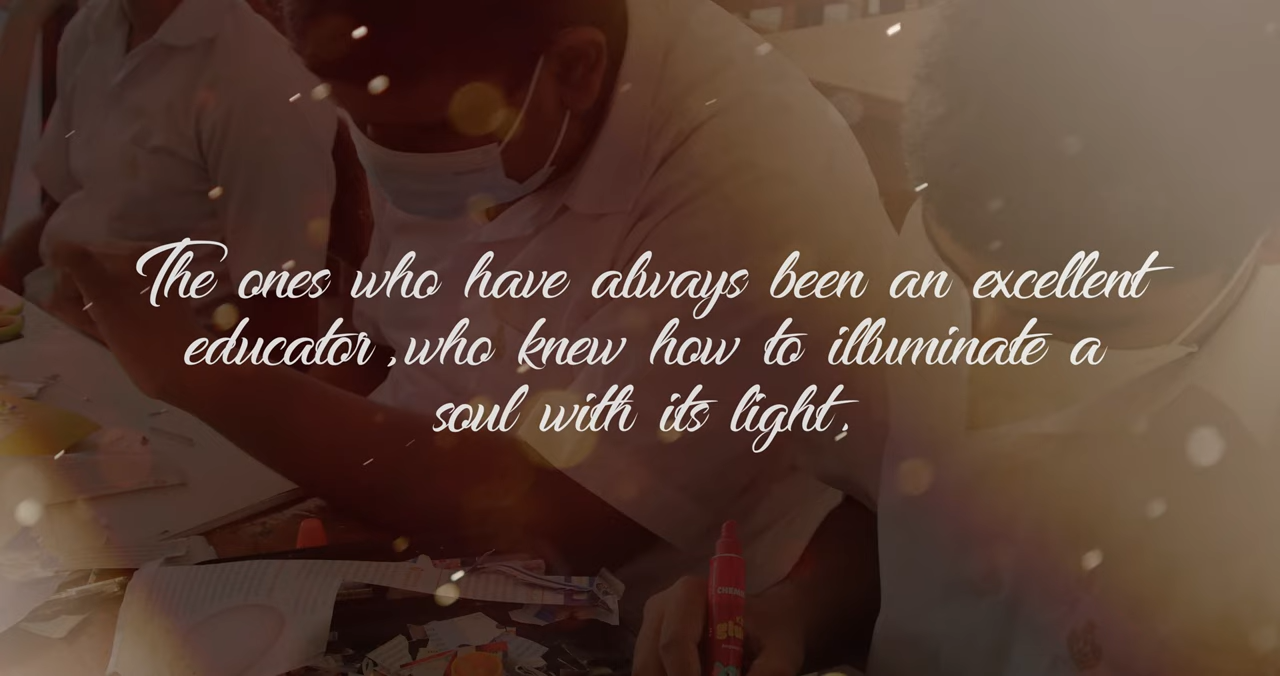 The ones who have always been an excellent
educator ,who knew how to illuminate a
soul with its light.